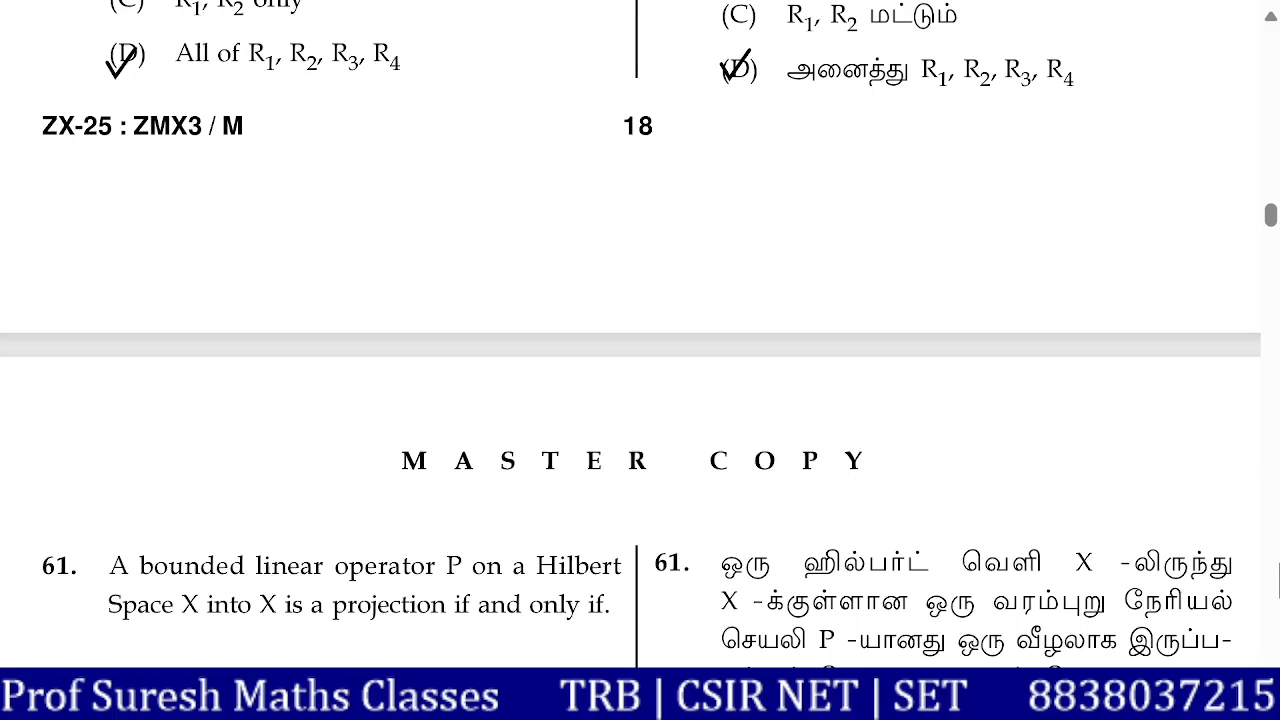 (C) R1, R2 only
(D) All of R1, R2, R3, R4
(C) R1, R2 மட்டும்
(D) அனைத்து R1, R2, R3, R4
ZX-25 : ZMX3 / M
18
MASTER COPY
61. A bounded linear operator P on a Hilbert
Space X into X is a projection if and only if.
61. ஒரு ஹில்பர்ட் வெளி X -லிருந்து
X -க்குள்ளான ஒரு வரம்புறு நேரியல்
செயலி P -யானது ஒரு வீழலாக இருப்ப-
Prof Suresh Maths Classes TRB | CSIR NET | SET 8838037215